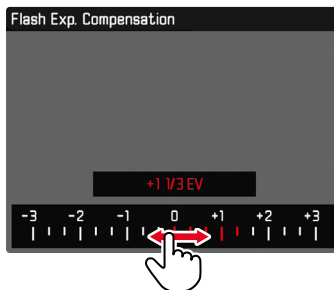 Flash Exp. Compensation
+1 1/3 EV
-3 -2 -1 0 +1 +2 +3